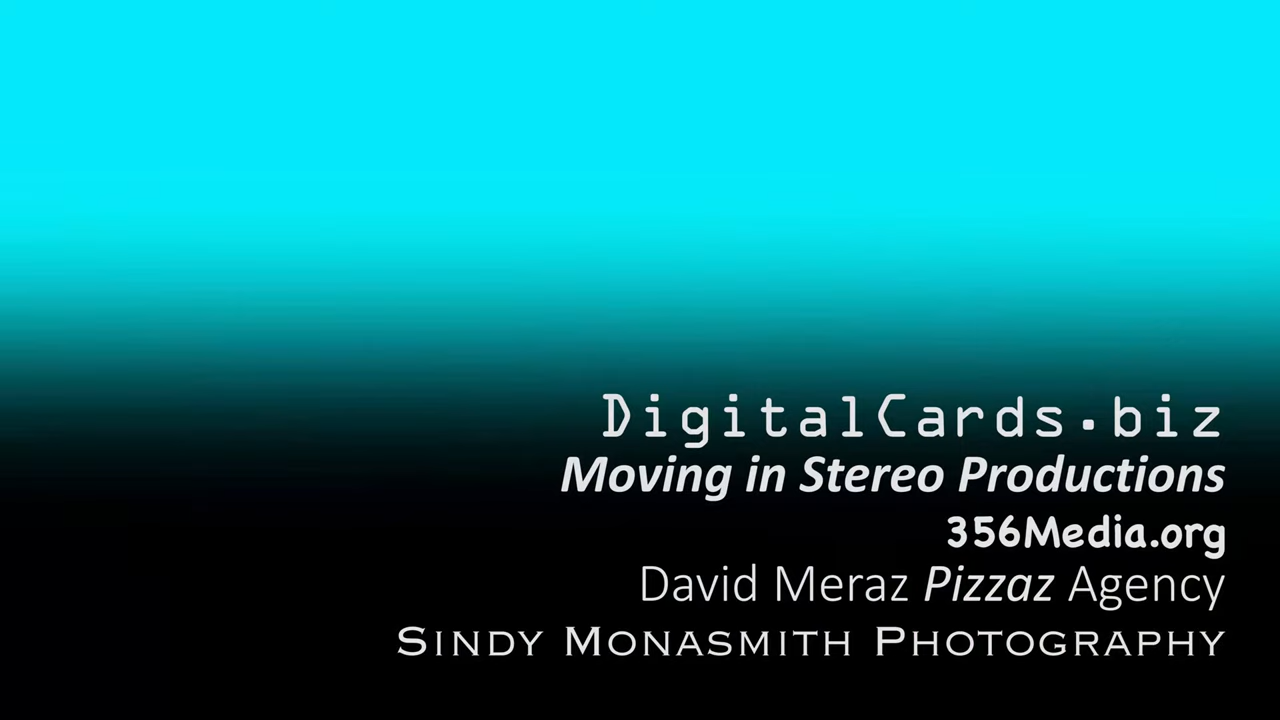 DigitalCards.biz
Moving in Stereo Productions
356Media.org
David Meraz Pizzaz Agency
Sindy Monasmith Photography